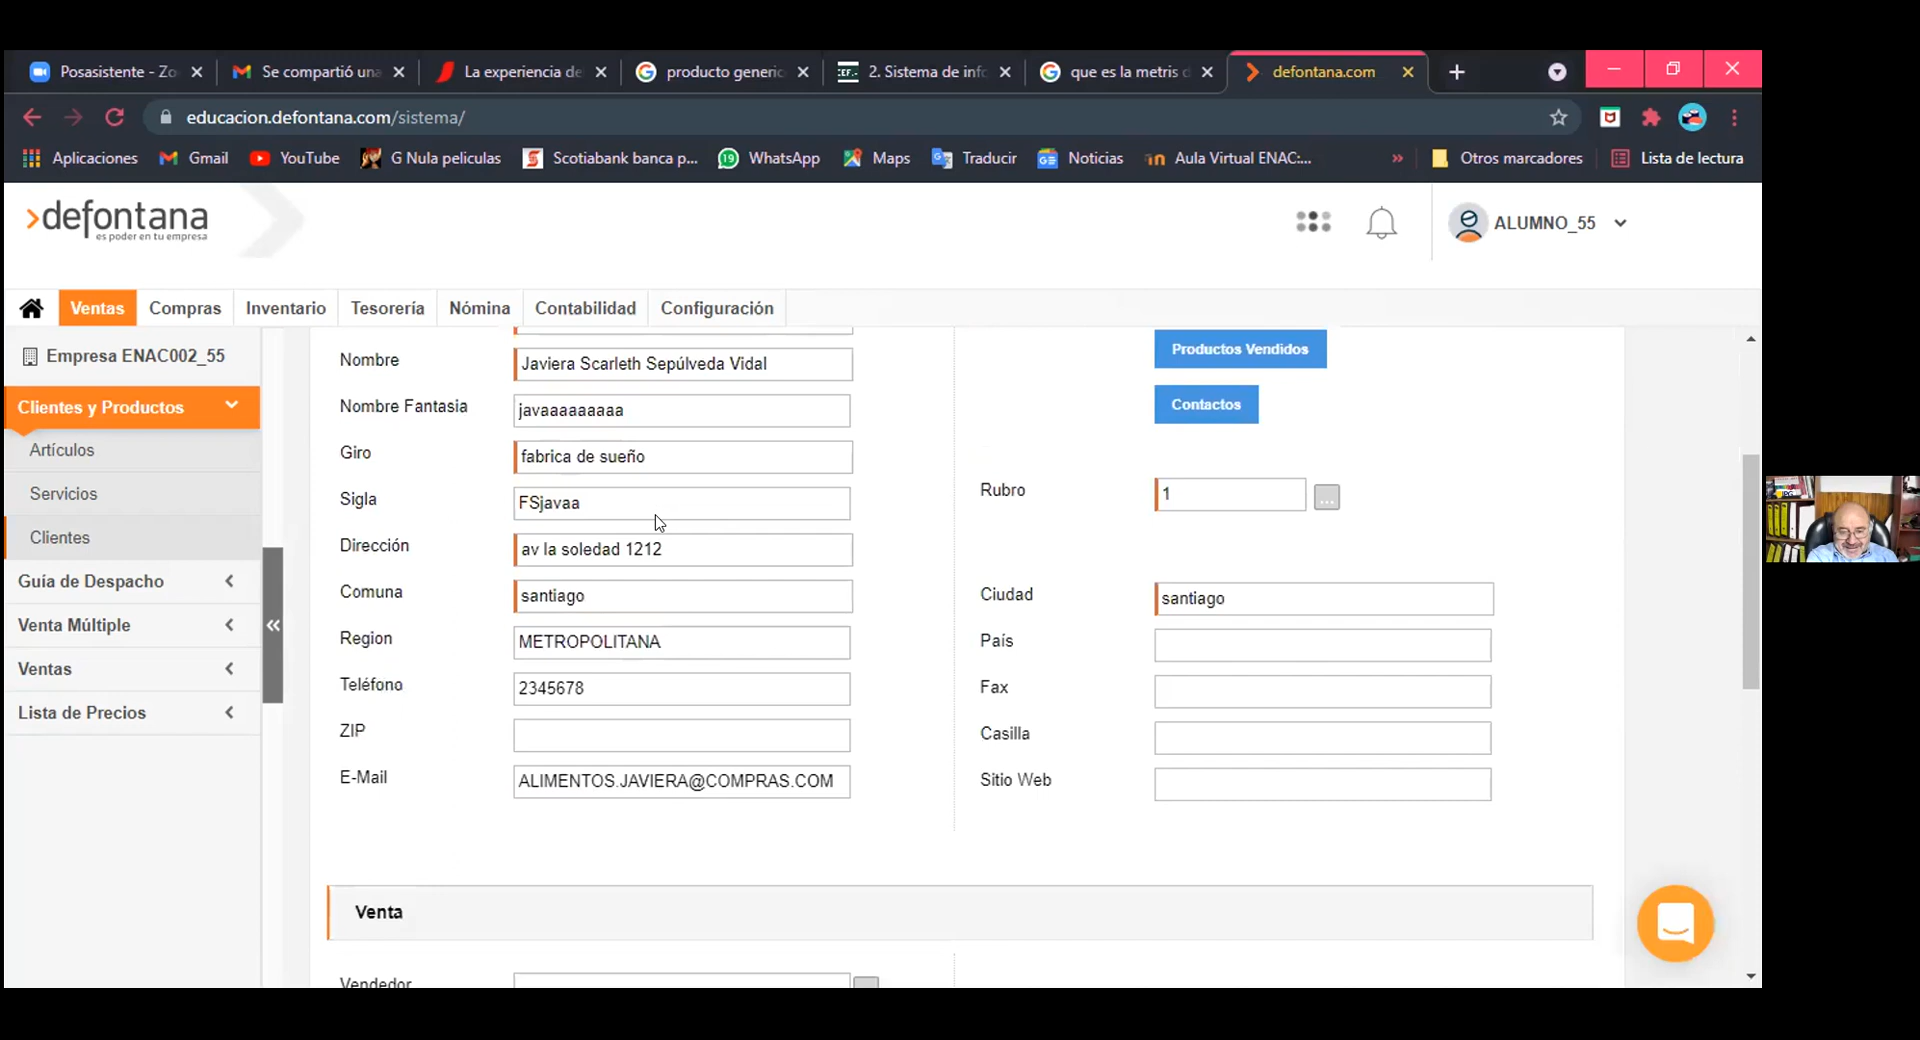 Posasistente - Zo
Se compartió una
La experiencia de
producto generic
2. Sistema de info
que es la metris d
defontana.com
educacion.defontana.com/sistema/
Aplicaciones
Gmail
YouTube
G Nula peliculas
Scotiabank banca p...
WhatsApp
Maps
Traducir
Noticias
Aula Virtual ENAC:...
»
Otros marcadores
Lista de lectura
defontana
es poder en tu empresa
ALUMNO_55
Ventas
Compras
Inventario
Tesorería
Nómina
Contabilidad
Configuración
Empresa ENAC002_55
Clientes y Productos
Artículos
Servicios
Clientes
Guía de Despacho
Venta Múltiple
Ventas
Lista de Precios
Nombre
Javiera Scarleth Sepúlveda Vidal
Nombre Fantasia
javaaaaaaaaa
Giro
fabrica de sueño
Sigla
FSjavaa
Dirección
av la soledad 1212
Comuna
santiago
Region
METROPOLITANA
Teléfono
2345678
ZIP
E-Mail
ALIMENTOS.JAVIERA@COMPRAS.COM
Productos Vendidos
Contactos
Rubro
1
...
Ciudad
santiago
País
Fax
Casilla
Sitio Web
Venta
Vendedor